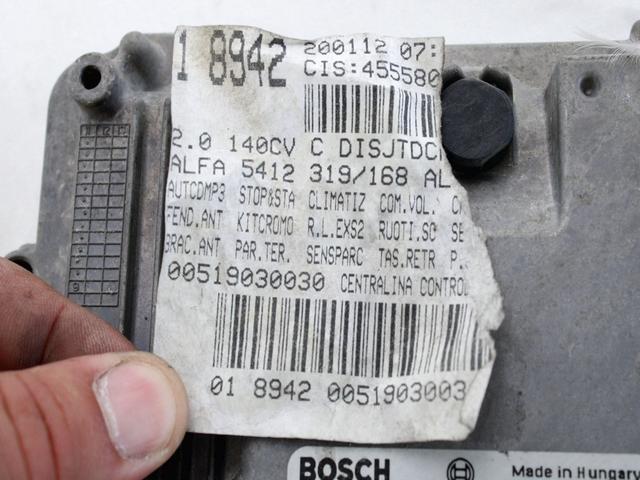 1 8942 200112 07:
CIS:455580
2.0 140CV C DISJTDC
ALFA 5412 319/168 AL
AUTCDMP3 STOP&STA CLIMATIZ COM.VOL.
FEND.ANT KITCROMO R.L.EXS2 RUOTI.SC SE
BRAC.ANT PAR.TER. SENSPARC TAS.RETR P.
00519030030 CENTRALINA CONTROL
01 8942 0051903003
BOSCH Made in Hungary